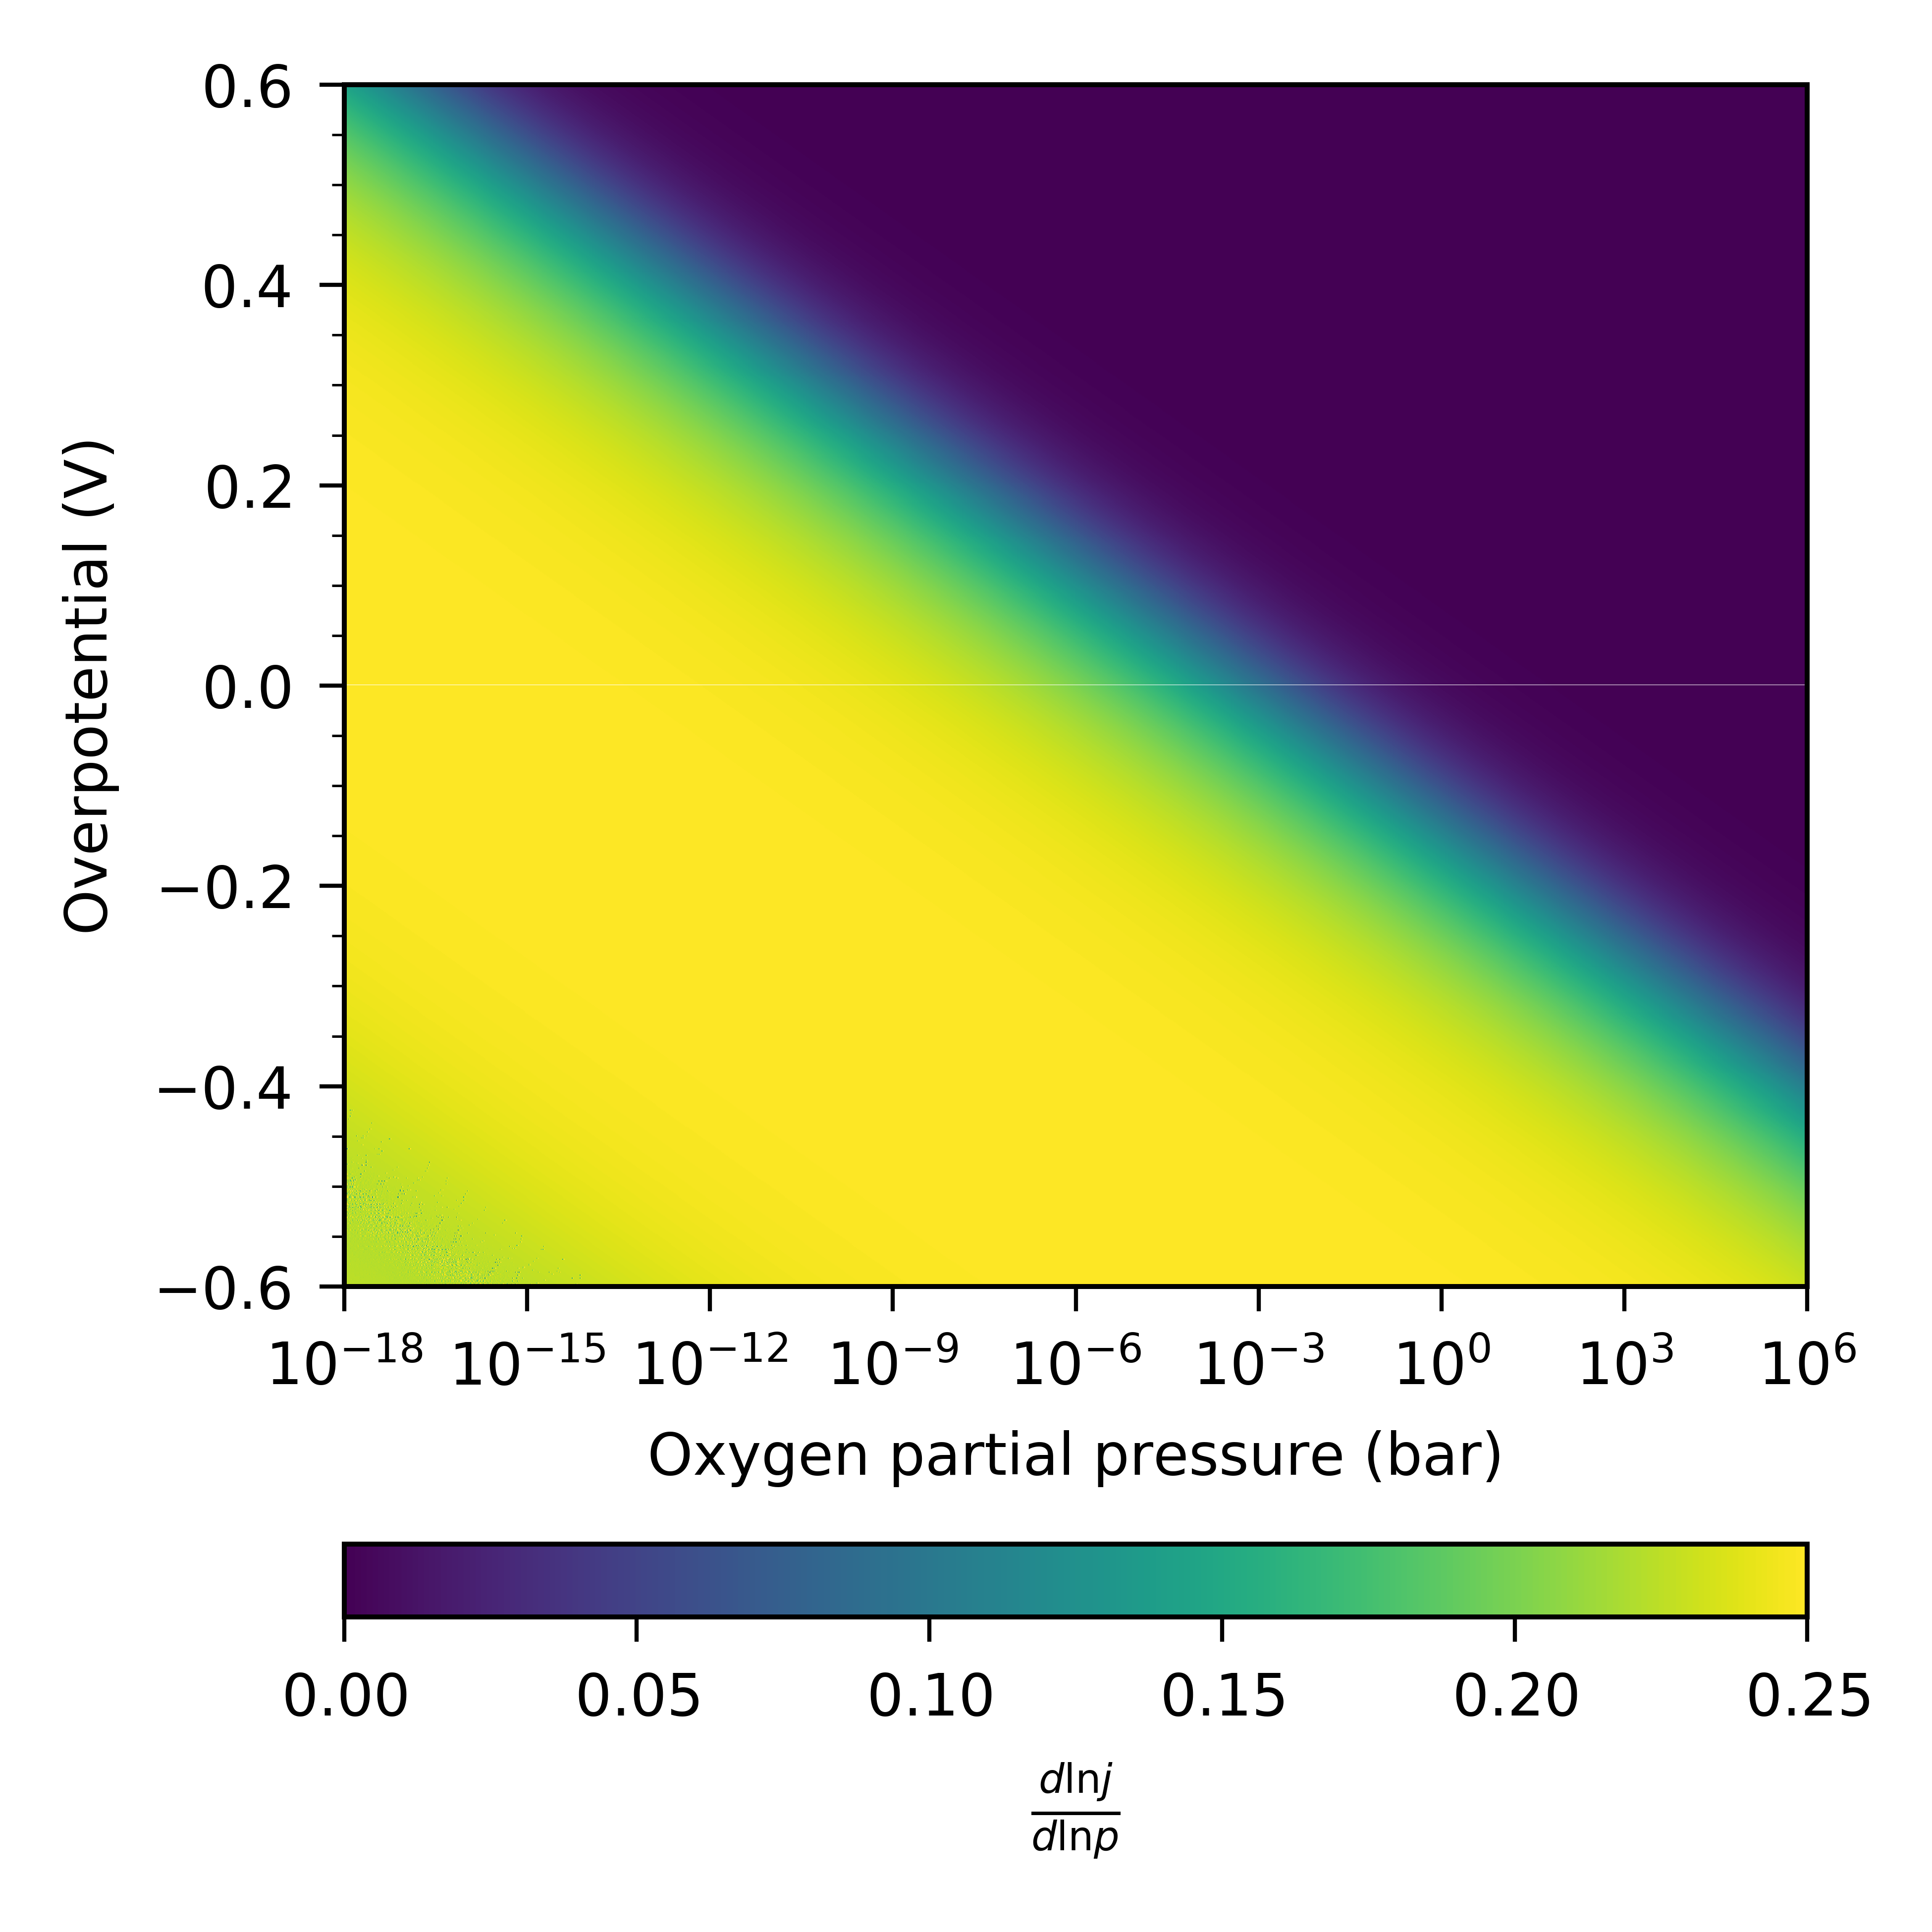 0.6
0.4
0.2
0.0
−0.2
−0.4
−0.6
Overpotential (V)
10⁻¹⁸ 10⁻¹⁵ 10⁻¹² 10⁻⁹ 10⁻⁶ 10⁻³ 10⁰ 10³ 10⁶
Oxygen partial pressure (bar)
0.00 0.05 0.10 0.15 0.20 0.25
dlnj
dlnp